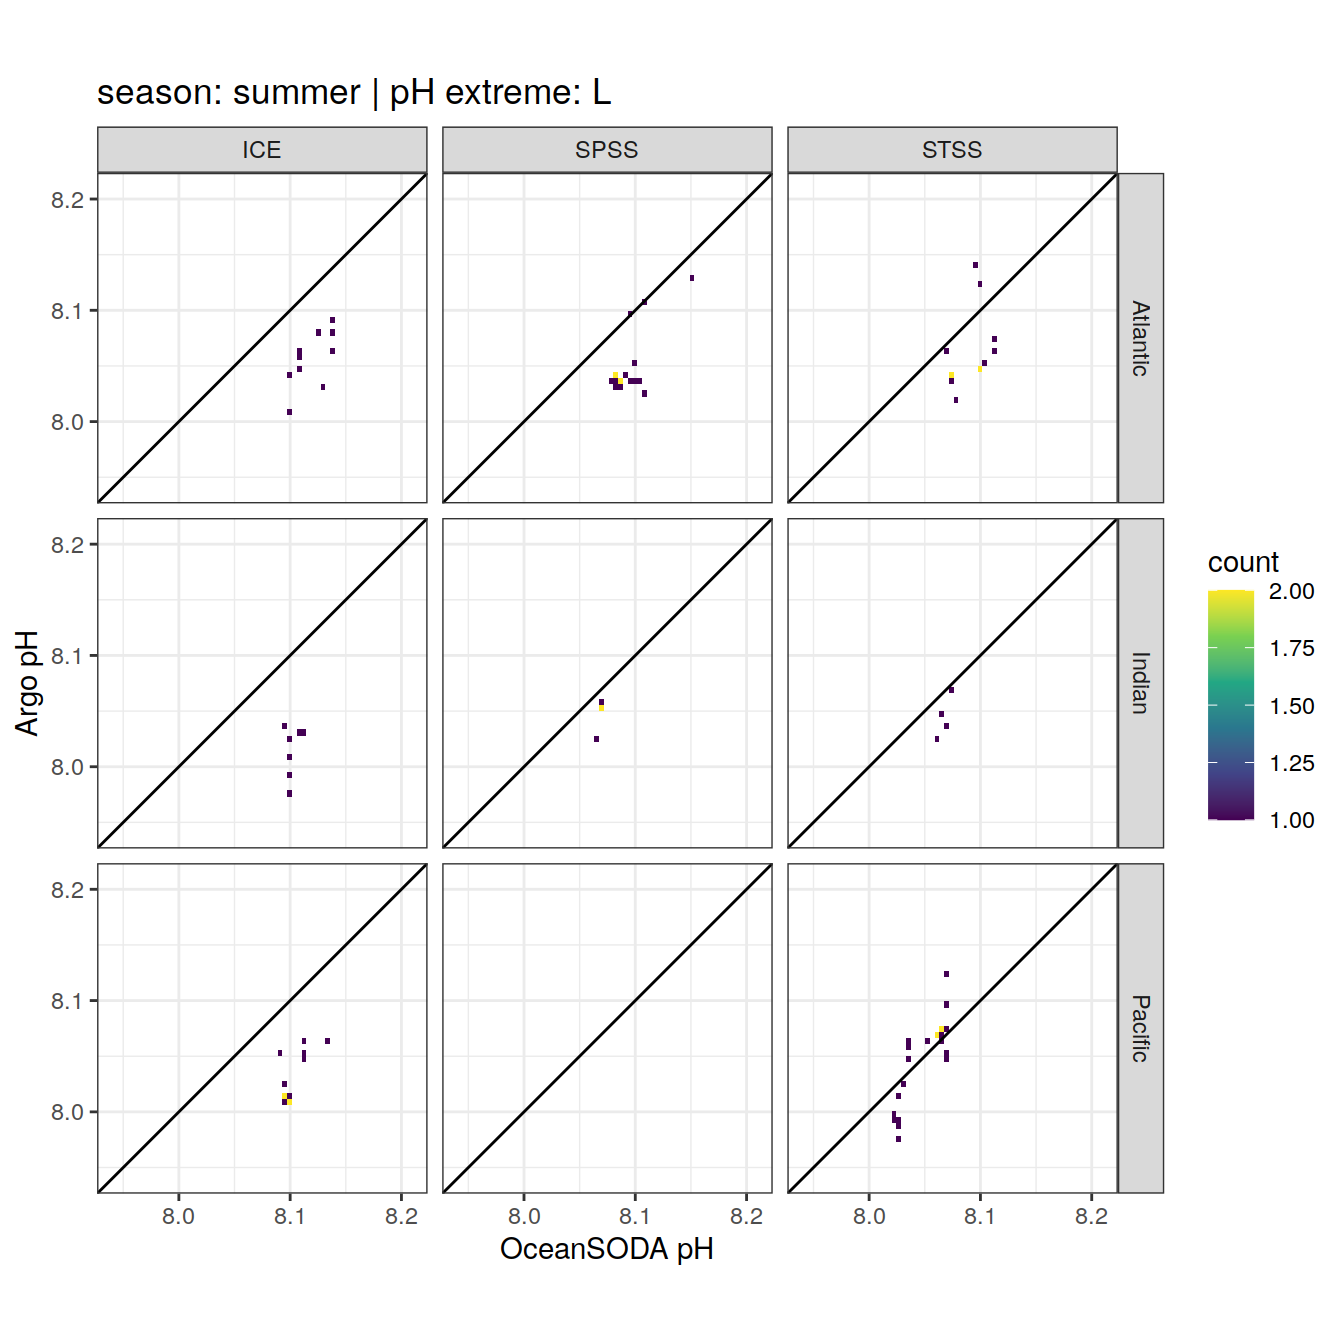 season: summer | pH extreme: L
ICE
SPSS
STSS
8.2
8.1
8.0
Atlantic
8.2
8.1
8.0
Indian
8.2
8.1
8.0
Pacific
8.0
8.1
8.2
8.0
8.1
8.2
8.0
8.1
8.2
OceanSODA pH
Argo pH
count
2.00
1.75
1.50
1.25
1.00